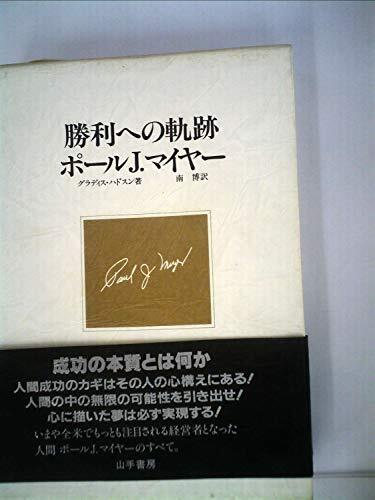 勝利への軌跡
ポールJ.マイヤー
グラディス・ハドスン著 南 博訳
Paul J. Meyer
成功の本質とは何か
人間成功のカギはその人の心構えにある!
人間の中の無限の可能性を引き出せ!
心に描いた夢は必ず実現する!
いまや全米でもっとも注目される経営者となった
人間 ポールJ.マイヤーのすべて。
山手書房